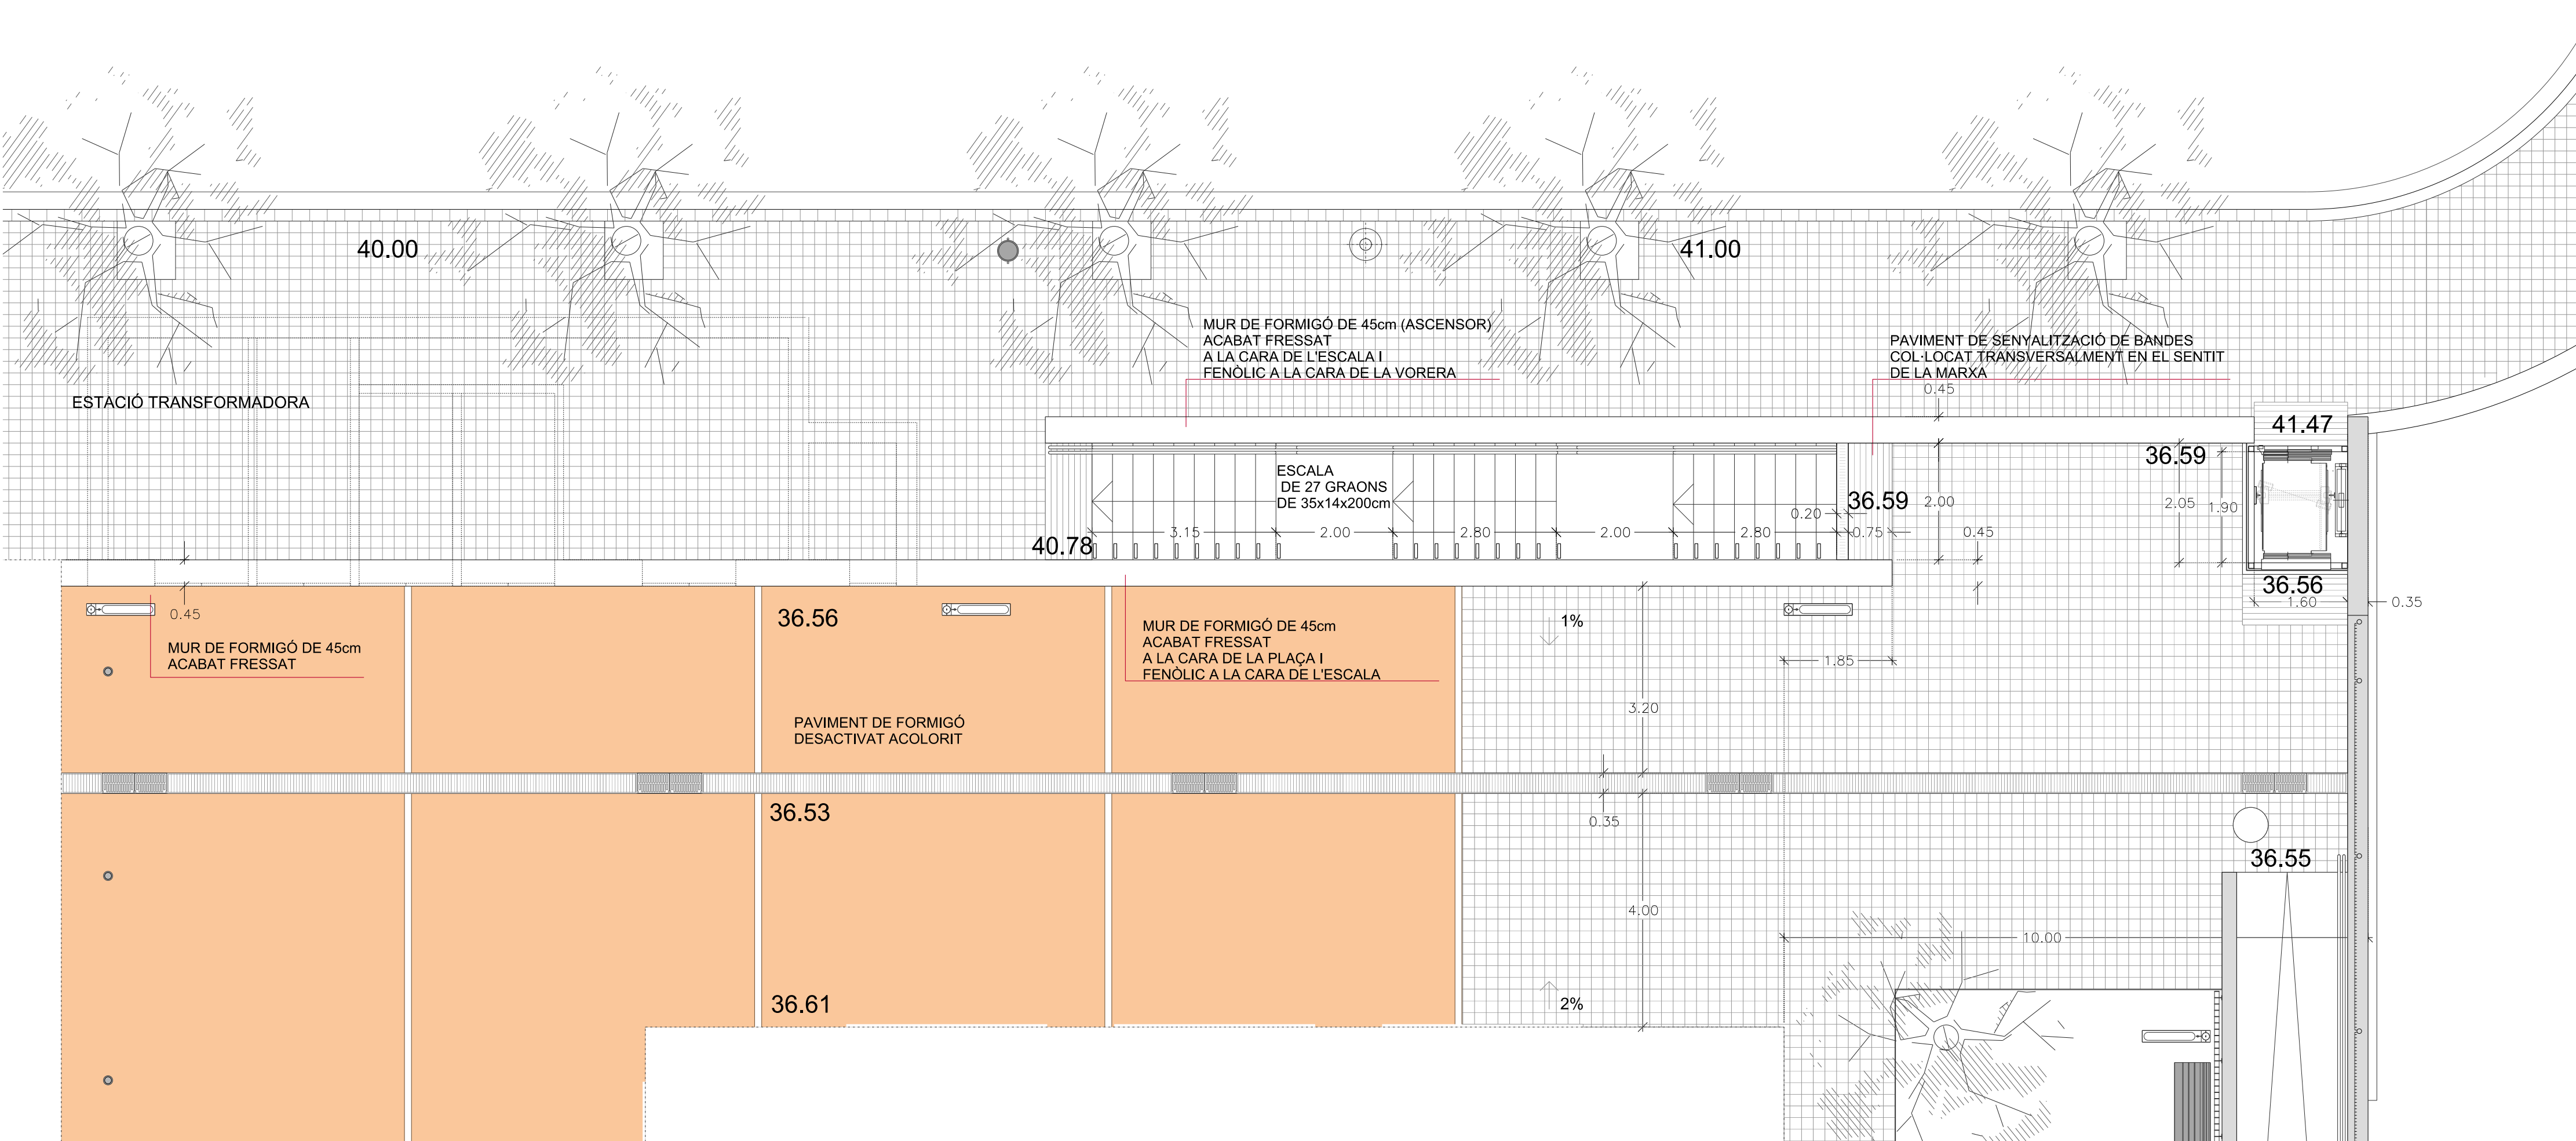 40.00
41.00
MUR DE FORMIGÓ DE 45cm (ASCENSOR)
ACABAT FRESSAT
A LA CARA DE L'ESCALA I
FENÒLIC A LA CARA DE LA VORERA
PAVIMENT DE SENYALITZACIÓ DE BANDES
COL·LOCAT TRANSVERSALMENT EN EL SENTIT
DE LA MARXA
0.45
ESTACIÓ TRANSFORMADORA
41.47
36.59
ESCALA
DE 27 GRAONS
DE 35x14x200cm
36.59
2.00
2.05
1.90
0.20
3.15
2.00
2.80
2.00
2.80
0.75
0.45
40.78
36.56
1.60
0.35
0.45
36.56
1%
MUR DE FORMIGÓ DE 45cm
ACABAT FRESSAT
MUR DE FORMIGÓ DE 45cm
ACABAT FRESSAT
A LA CARA DE LA PLAÇA I
FENÒLIC A LA CARA DE L'ESCALA
1.85
3.20
PAVIMENT DE FORMIGÓ
DESACTIVAT ACOLORIT
36.53
0.35
36.55
4.00
10.00
36.61
2%